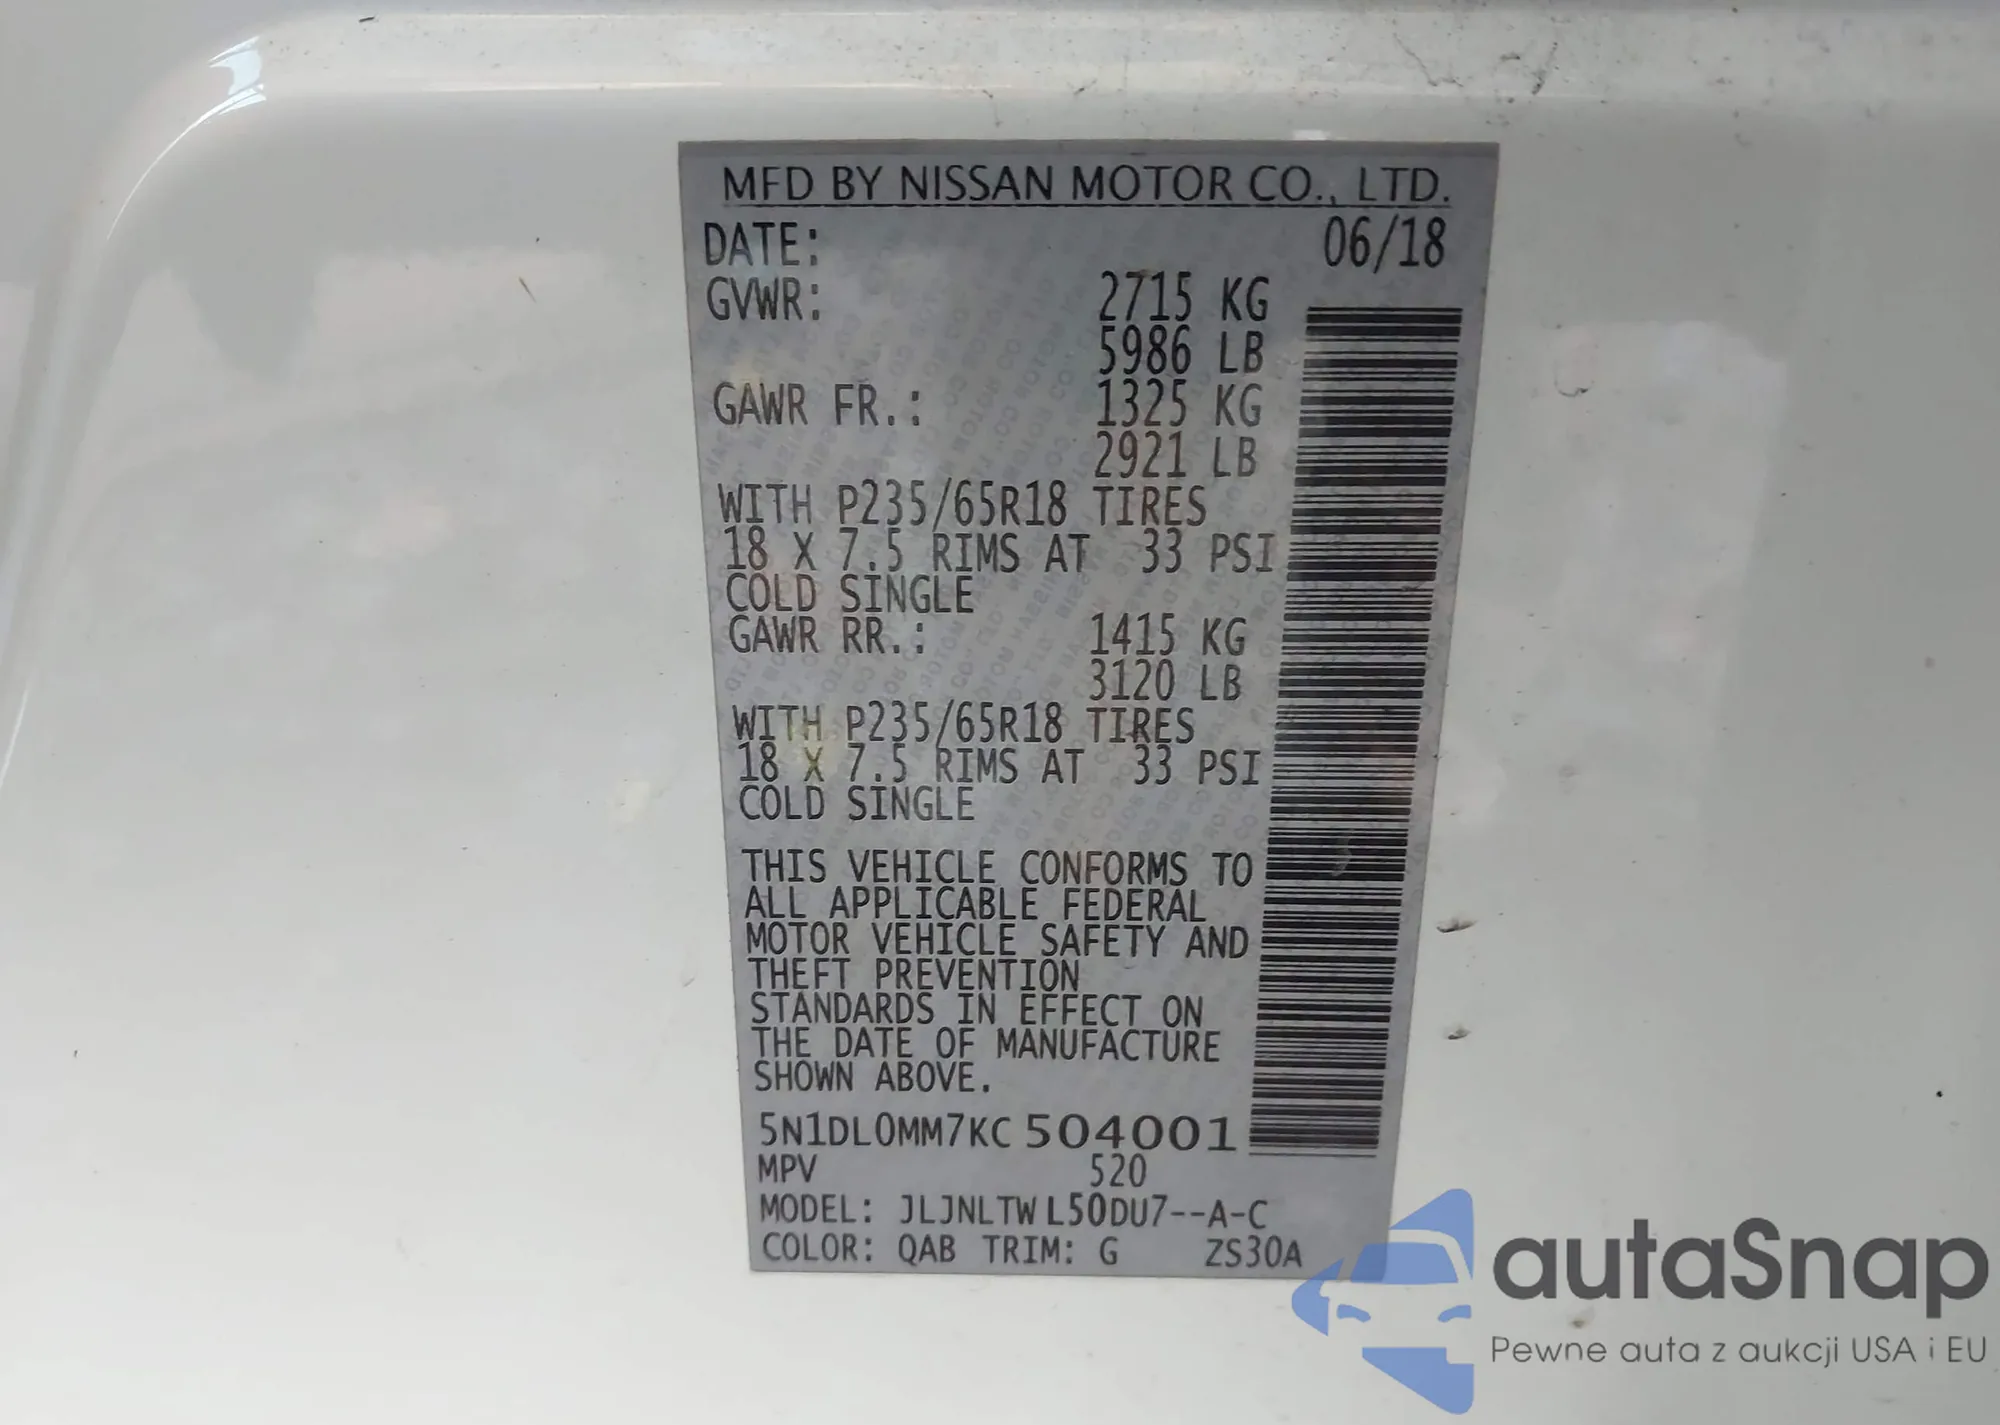 MFD BY NISSAN MOTOR CO., LTD.
DATE: 06/18
GVWR: 2715 KG
5986 LB
GAWR FR.: 1325 KG
2921 LB
WITH P235/65R18 TIRES
18 X 7.5 RIMS AT 33 PSI
COLD SINGLE
GAWR RR.: 1415 KG
3120 LB
WITH P235/65R18 TIRES
18 X 7.5 RIMS AT 33 PSI
COLD SINGLE
THIS VEHICLE CONFORMS TO
ALL APPLICABLE FEDERAL
MOTOR VEHICLE SAFETY AND
THEFT PREVENTION
STANDARDS IN EFFECT ON
THE DATE OF MANUFACTURE
SHOWN ABOVE.
5N1DL0MM7KC 504001
MPV 520
MODEL: JLJNLTW L50DU7--A-C
COLOR: QAB TRIM: G ZS30A
autaSnap
Pewne auta z aukcji USA i EU